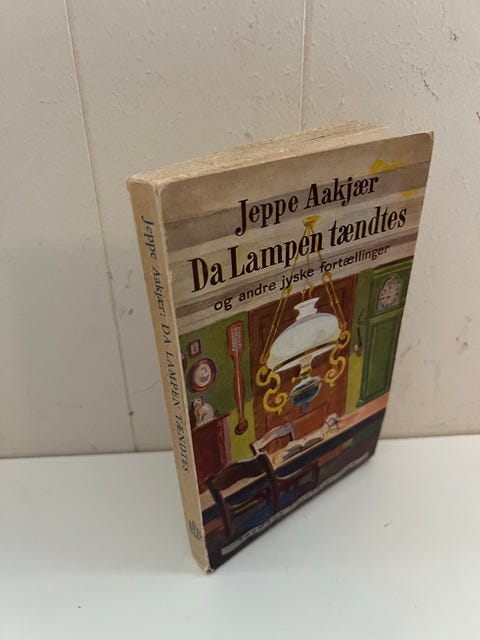 Jeppe Aakjær
Da Lampen tændtes
og andre jyske fortællinger
Jeppe Aakjær: DA LAMPEN TÆNDTES